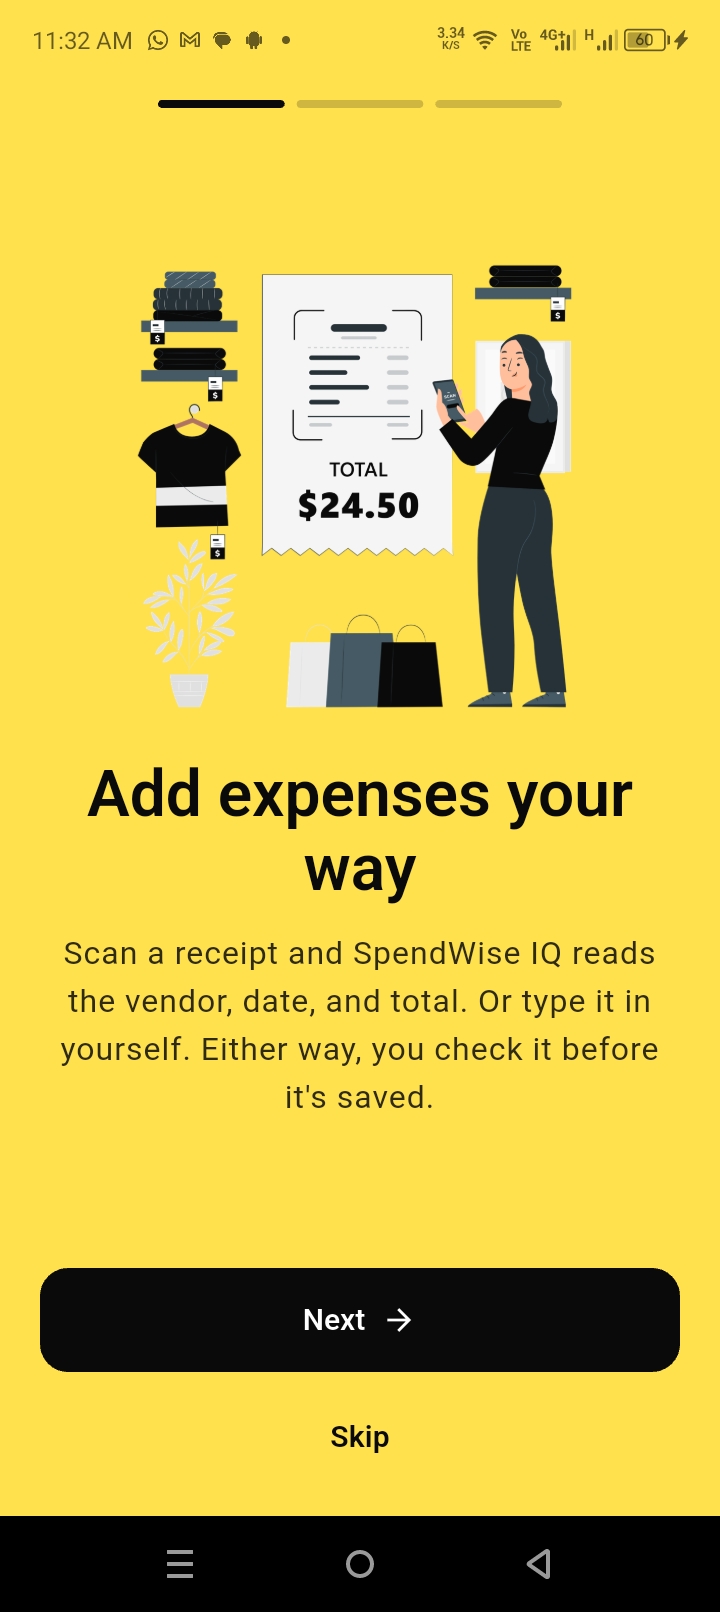 11:32 AM
3.34 K/S
Vo LTE
4G+
H
60
SCAN
$
$
$
$
TOTAL
$24.50
Add expenses your
way
Scan a receipt and SpendWise IQ reads
the vendor, date, and total. Or type it in
yourself. Either way, you check it before
it's saved.
Next
Skip